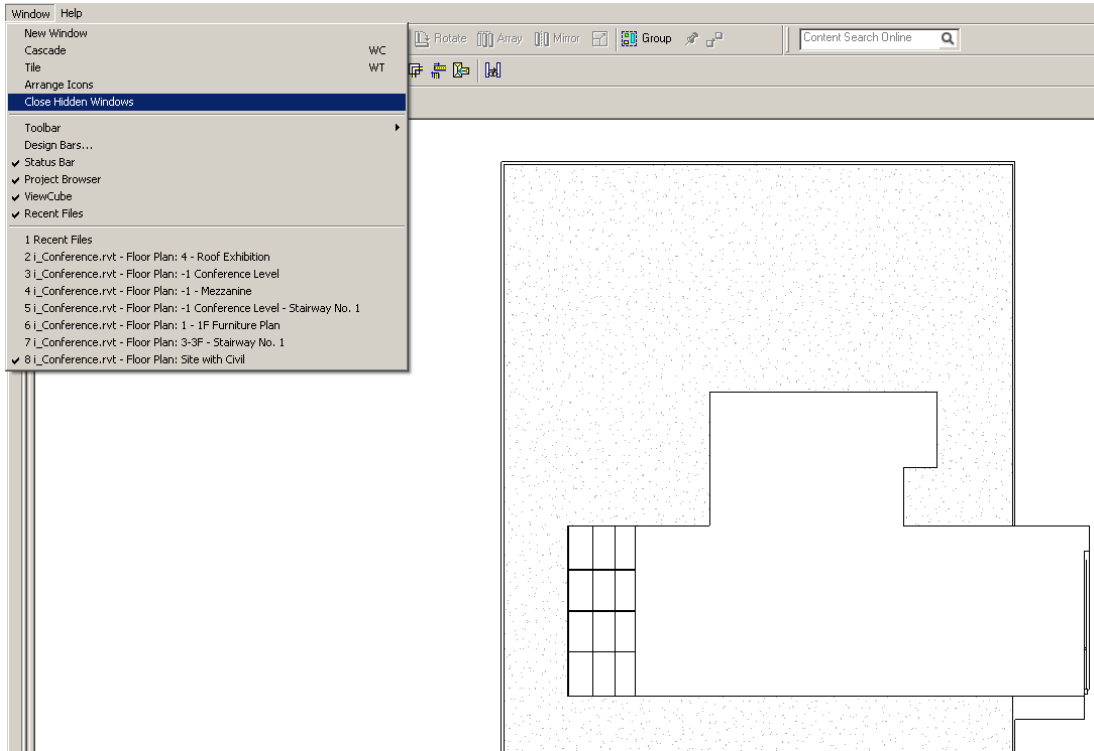 Window Help
New Window
Cascade WC
Tile WT
Arrange Icons
Close Hidden Windows
Toolbar
Design Bars...
Status Bar
Project Browser
ViewCube
Recent Files
1 Recent Files
2 i_Conference.rvt - Floor Plan: 4 - Roof Exhibition
3 i_Conference.rvt - Floor Plan: -1 Conference Level
4 i_Conference.rvt - Floor Plan: -1 - Mezzanine
5 i_Conference.rvt - Floor Plan: -1 Conference Level - Stairway No. 1
6 i_Conference.rvt - Floor Plan: 1 - 1F Furniture Plan
7 i_Conference.rvt - Floor Plan: 3-3F - Stairway No. 1
8 i_Conference.rvt - Floor Plan: Site with Civil
Rotate Array Mirror Group Content Search Online